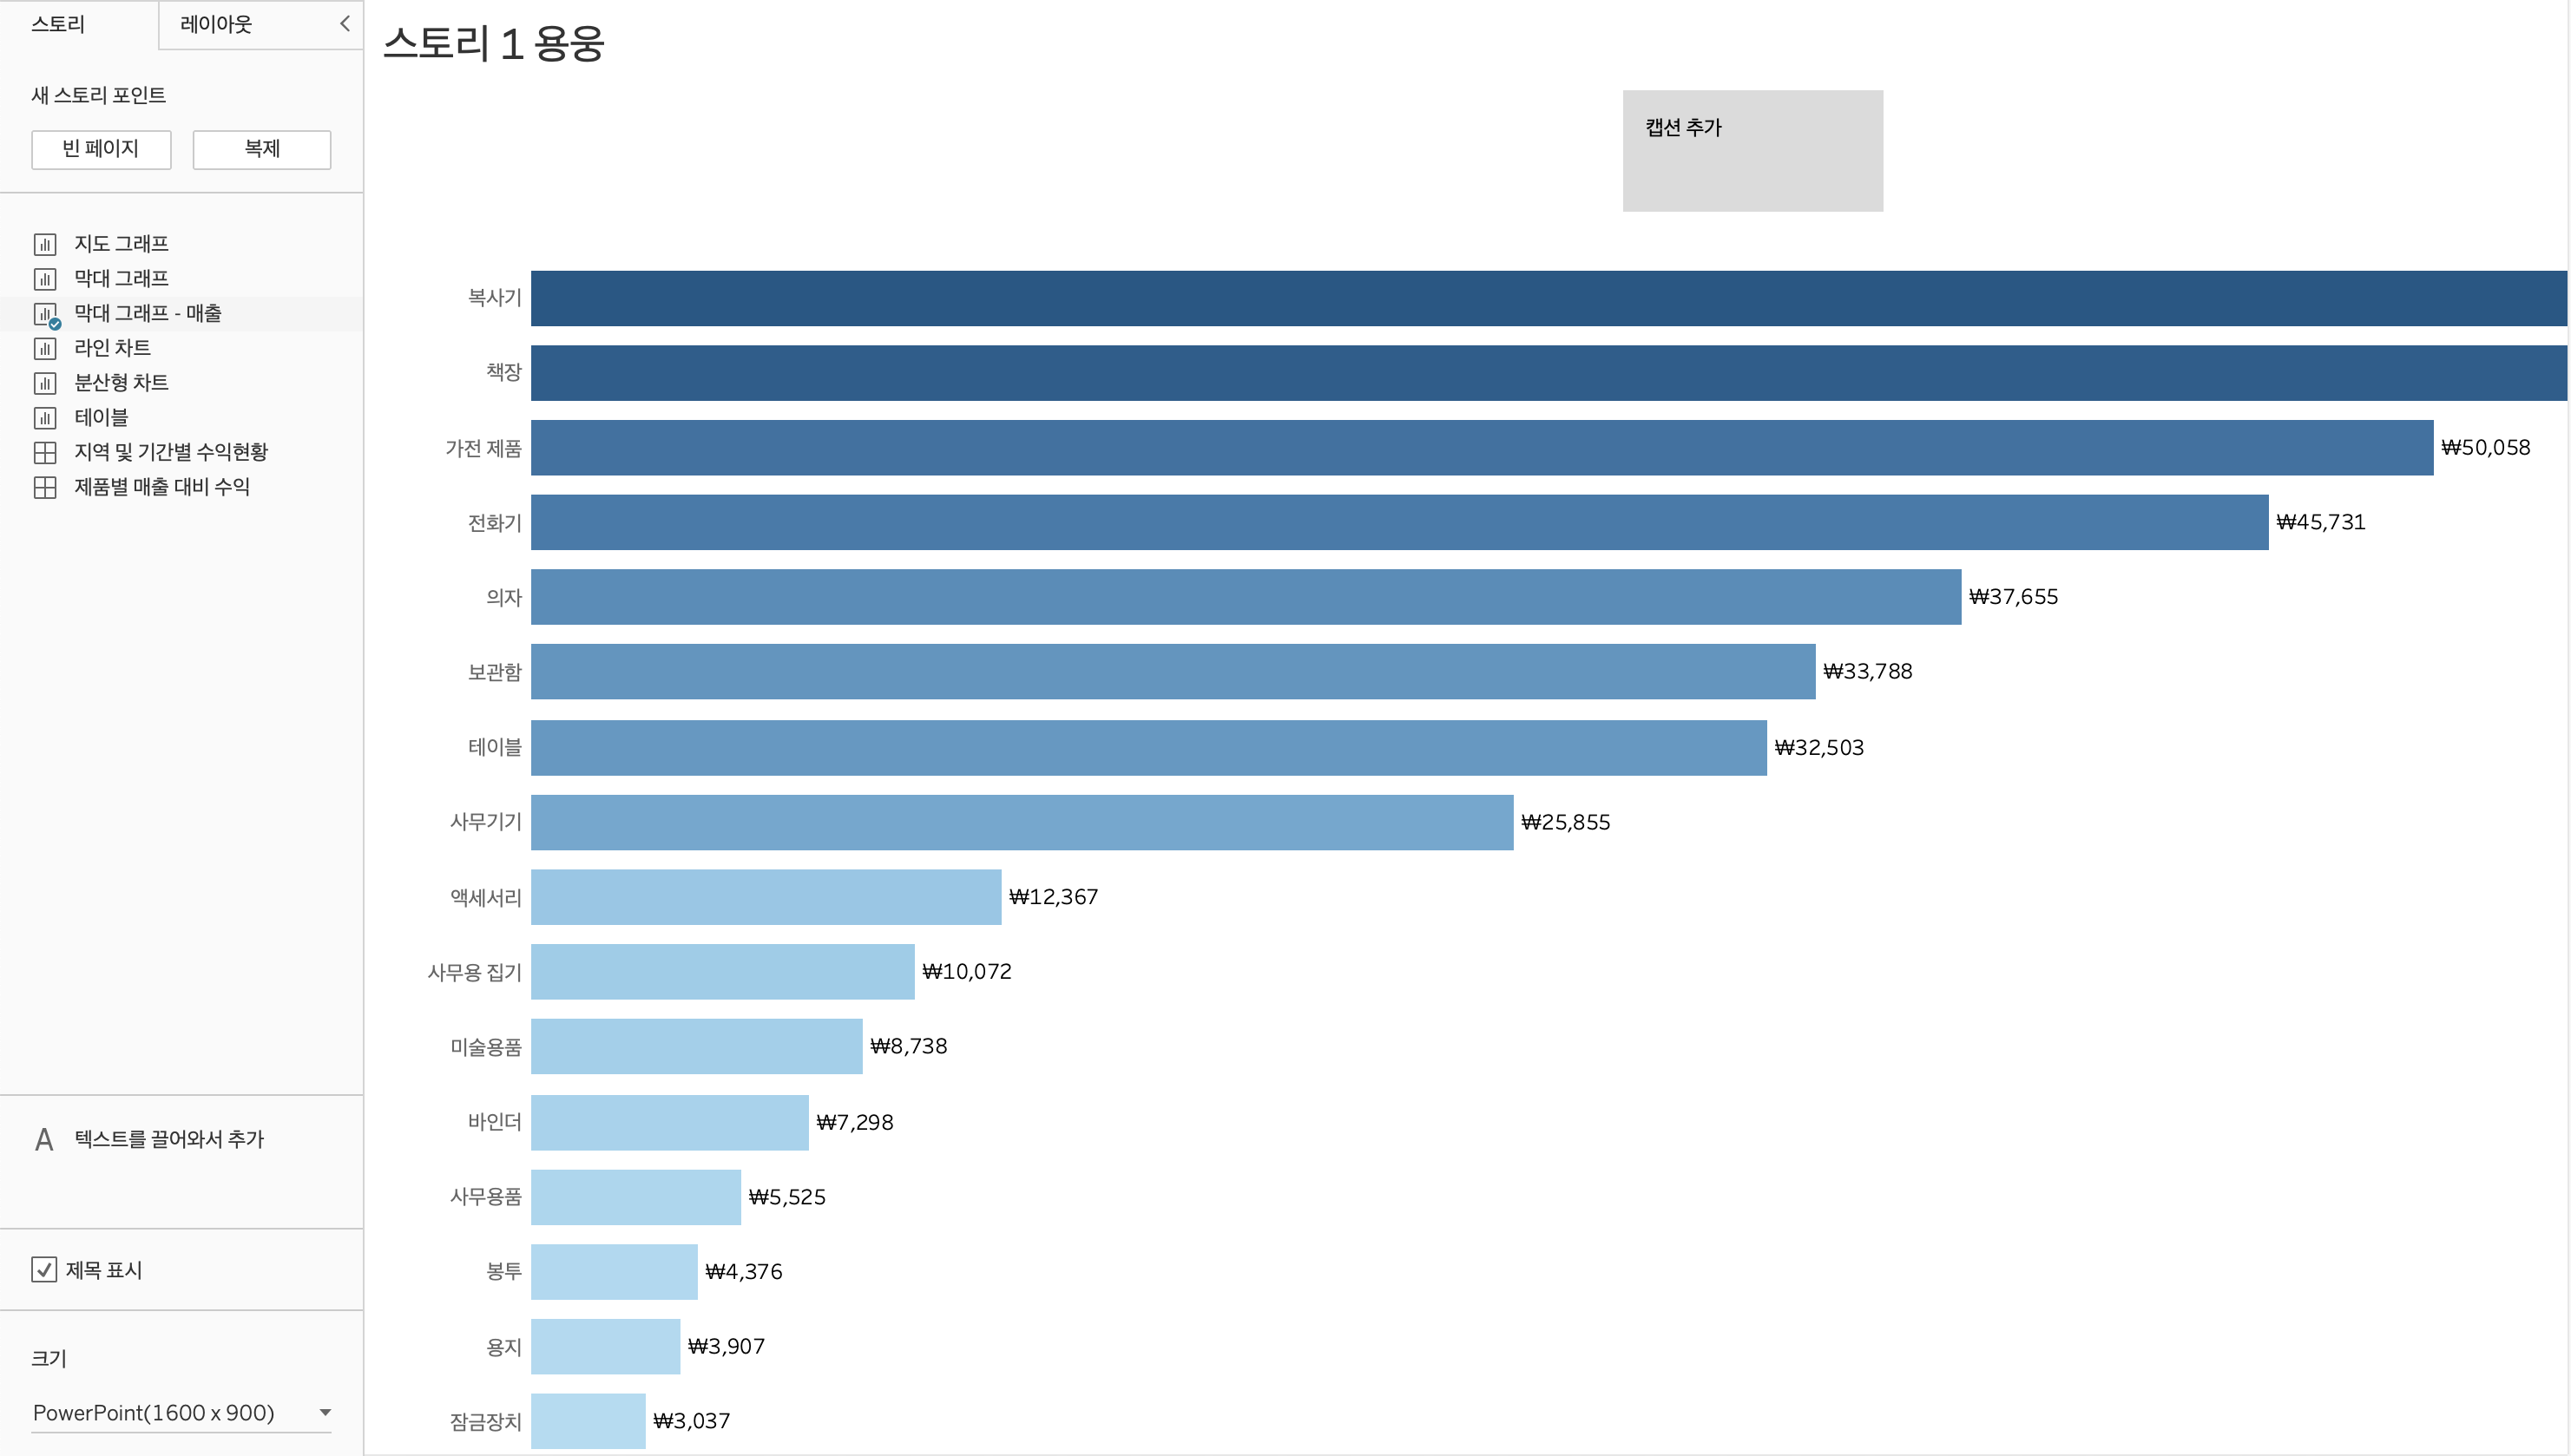 스토리
레이아웃
새 스토리 포인트
빈 페이지
복제
지도 그래프
막대 그래프
막대 그래프 - 매출
라인 차트
분산형 차트
테이블
지역 및 기간별 수익현황
제품별 매출 대비 수익
A 텍스트를 끌어와서 추가
제목 표시
크기
PowerPoint(1600 x 900)
스토리 1 용웅
캡션 추가
복사기
책장
가전 제품 ₩50,058
전화기 ₩45,731
의자 ₩37,655
보관함 ₩33,788
테이블 ₩32,503
사무기기 ₩25,855
액세서리 ₩12,367
사무용 집기 ₩10,072
미술용품 ₩8,738
바인더 ₩7,298
사무용품 ₩5,525
봉투 ₩4,376
용지 ₩3,907
잠금장치 ₩3,037